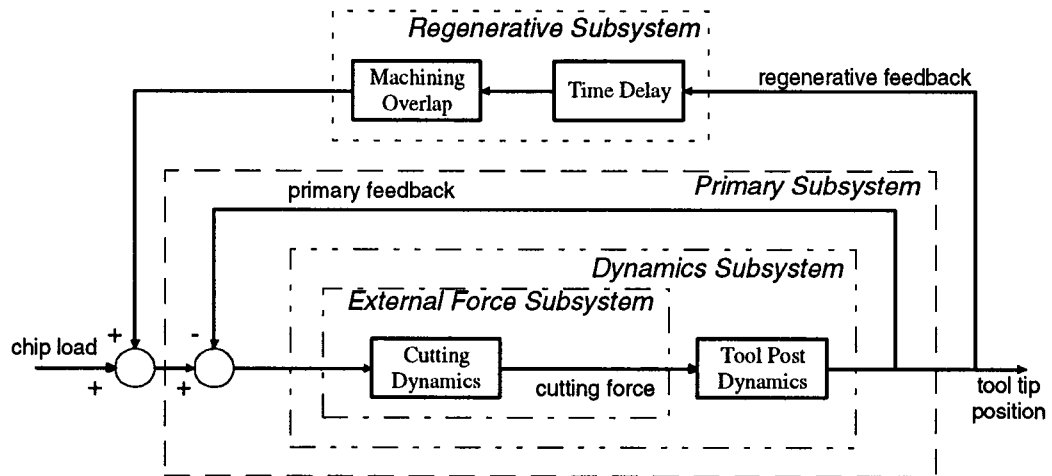 Regenerative Subsystem
Machining
Overlap
Time Delay
regenerative feedback
primary feedback
Primary Subsystem
Dynamics Subsystem
External Force Subsystem
chip load
+
+
-
+
Cutting
Dynamics
cutting force
Tool Post
Dynamics
tool tip
position